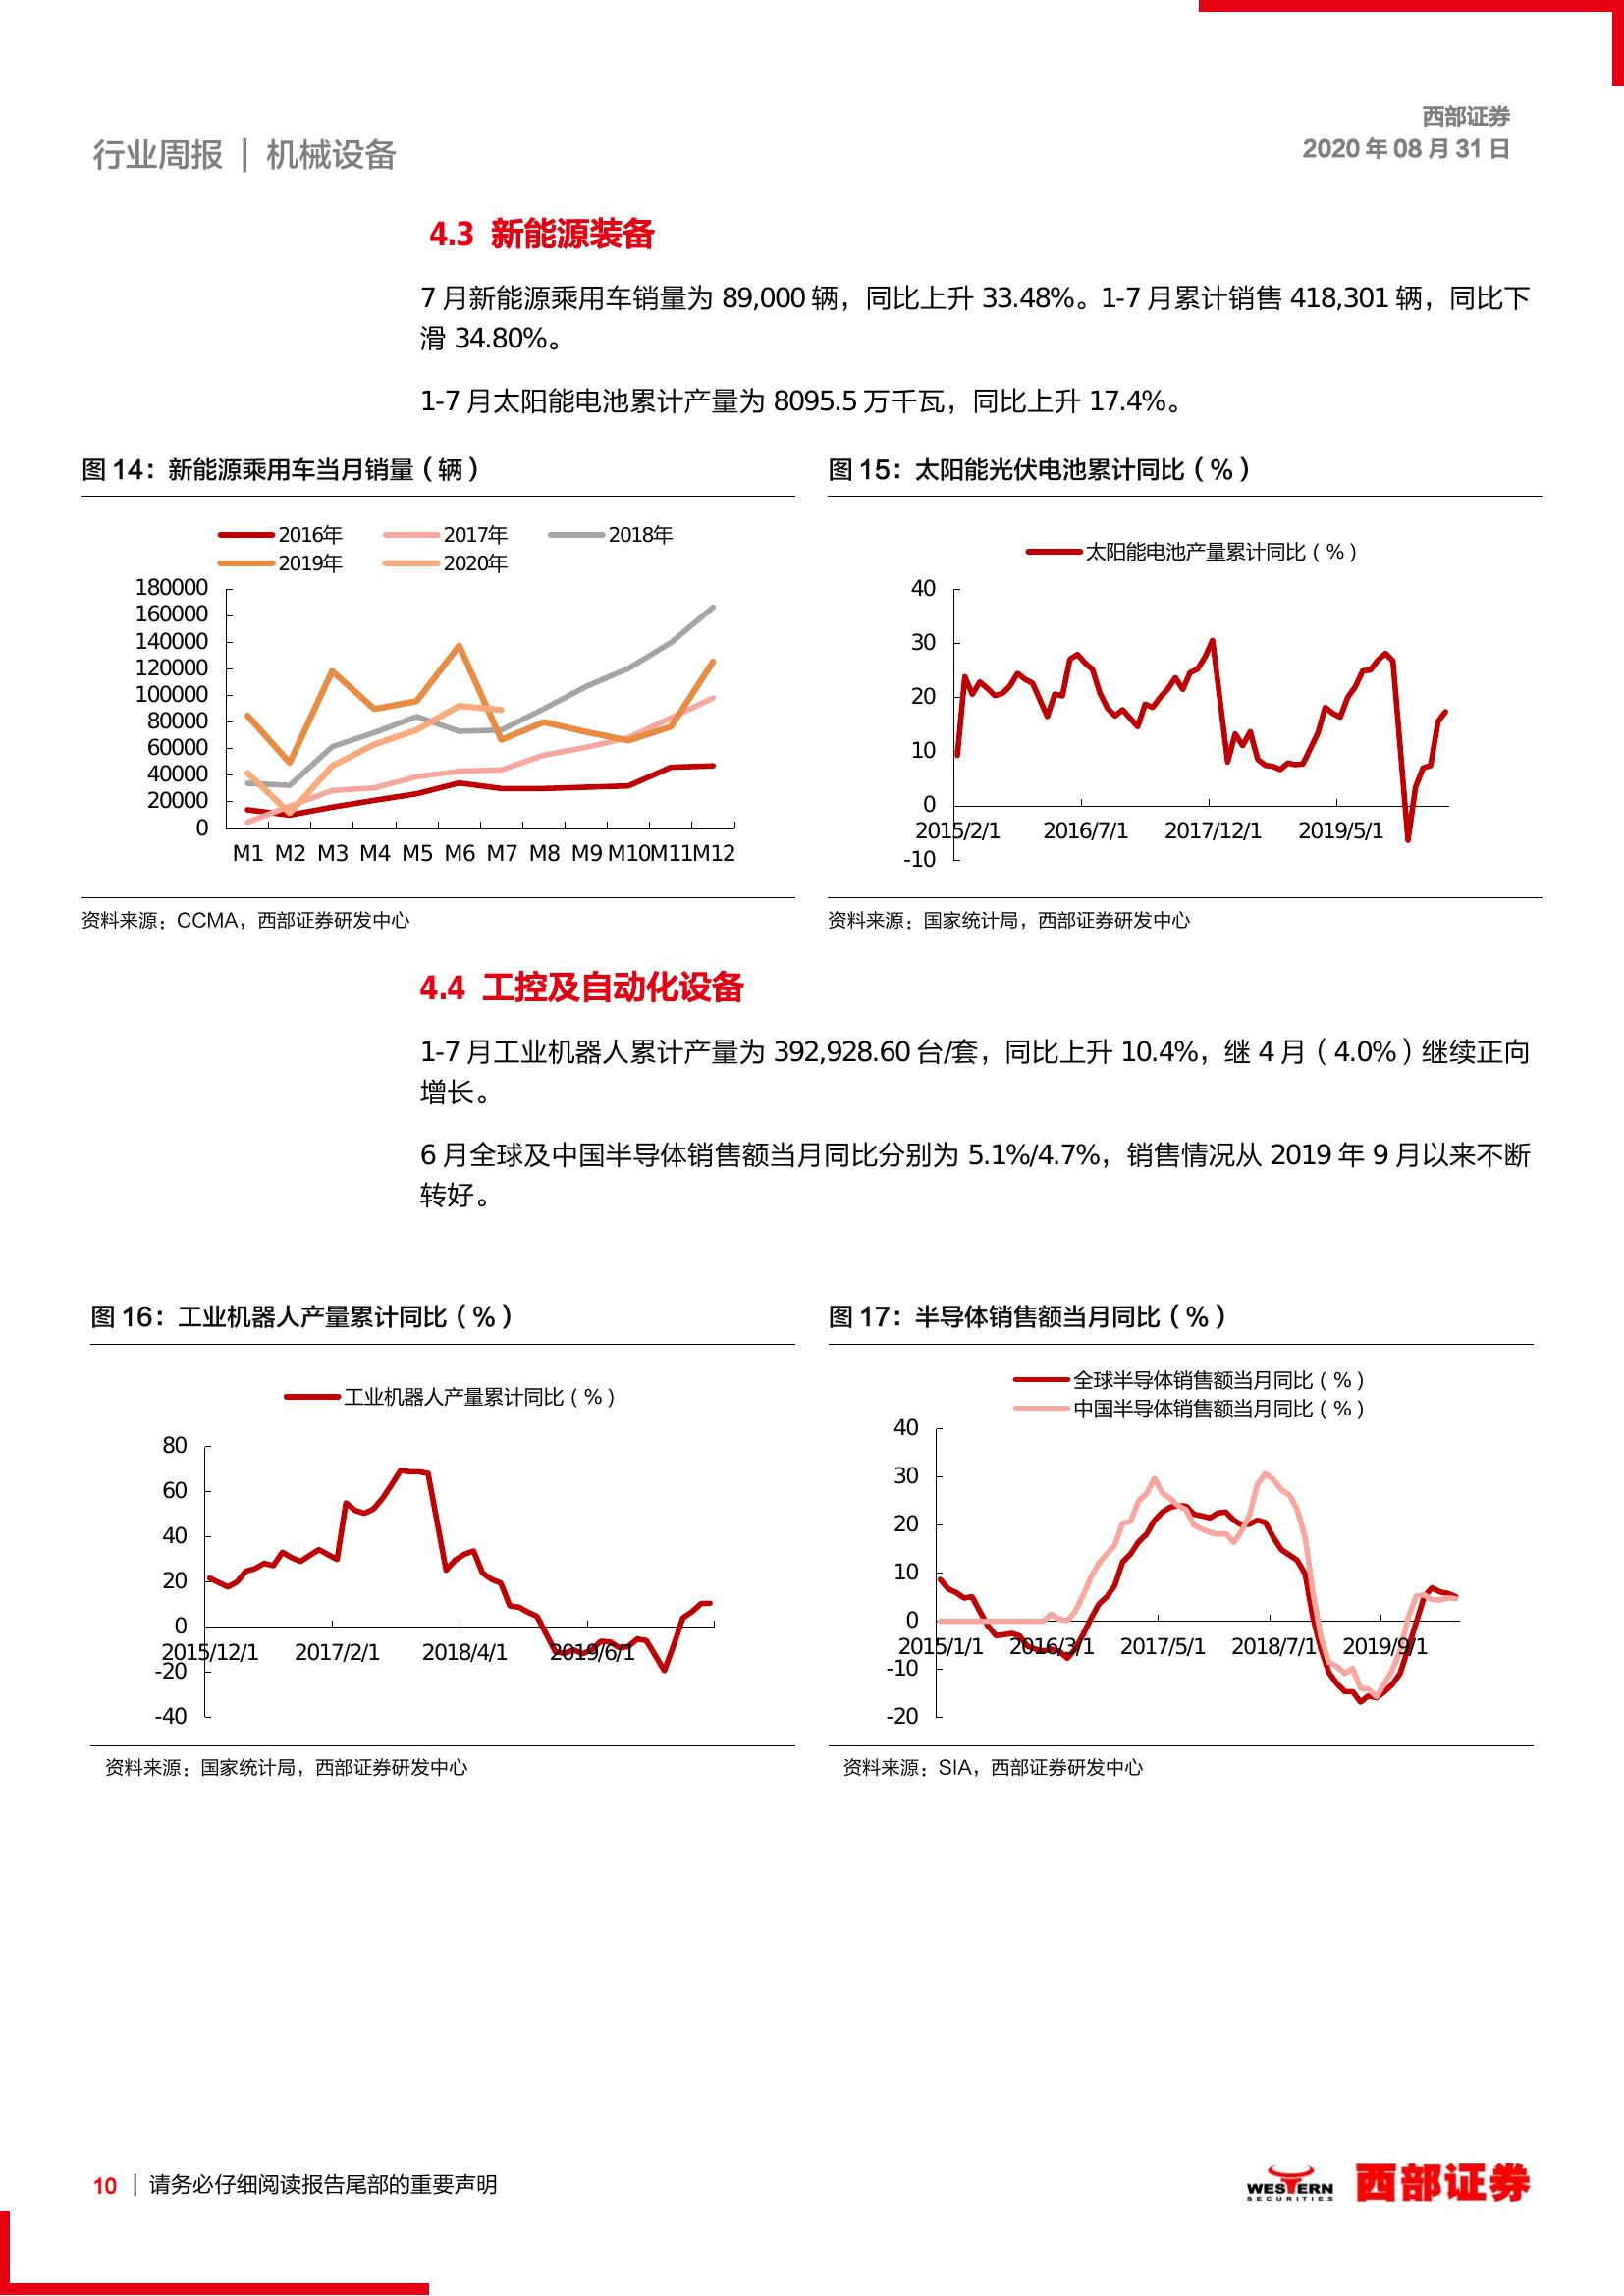 西部证券
行业周报 | 机械设备
2020 年 08 月 31 日
4.3 新能源装备
7 月新能源乘用车销量为 89,000 辆，同比上升 33.48%。1-7 月累计销售 418,301 辆，同比下
滑 34.80%。
1-7 月太阳能电池累计产量为 8095.5 万千瓦，同比上升 17.4%。
图 14：新能源乘用车当月销量（辆）
2016年 2017年 2018年
2019年 2020年
180000
160000
140000
120000
100000
80000
60000
40000
20000
0
M1 M2 M3 M4 M5 M6 M7 M8 M9 M10 M11 M12
资料来源：CCMA，西部证券研发中心
图 15：太阳能光伏电池累计同比（%）
太阳能电池产量累计同比（%）
40
30
20
10
0
-10
2015/2/1 2016/7/1 2017/12/1 2019/5/1
资料来源：国家统计局，西部证券研发中心
4.4 工控及自动化设备
1-7 月工业机器人累计产量为 392,928.60 台/套，同比上升 10.4%，继 4 月（4.0%）继续正向
增长。
6 月全球及中国半导体销售额当月同比分别为 5.1%/4.7%，销售情况从 2019 年 9 月以来不断
转好。
图 16：工业机器人产量累计同比（%）
工业机器人产量累计同比（%）
80
60
40
20
0
-20
-40
2015/12/1 2017/2/1 2018/4/1 2019/6/1
资料来源：国家统计局，西部证券研发中心
图 17：半导体销售额当月同比（%）
全球半导体销售额当月同比（%）
中国半导体销售额当月同比（%）
40
30
20
10
0
-10
-20
2015/1/1 2016/3/1 2017/5/1 2018/7/1 2019/9/1
资料来源：SIA，西部证券研发中心
10 | 请务必仔细阅读报告尾部的重要声明
WESTERN
SECURITIES
西部证券